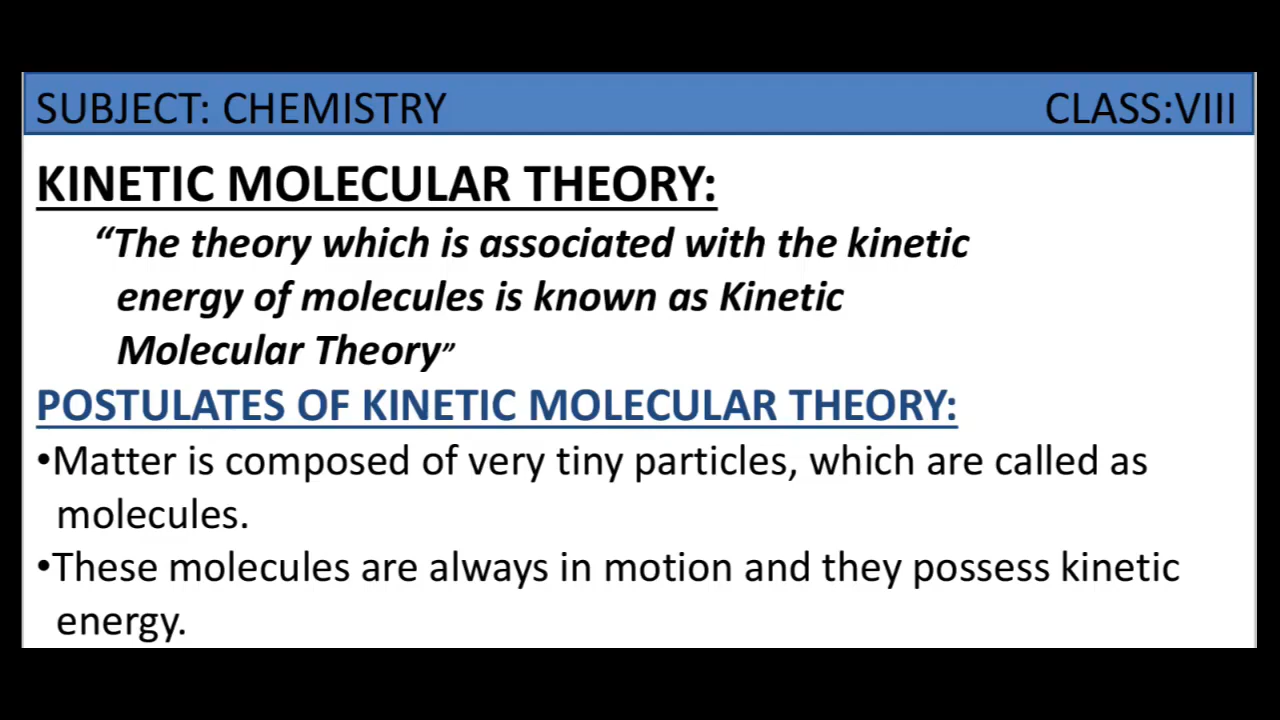 SUBJECT: CHEMISTRY CLASS:VIII
KINETIC MOLECULAR THEORY:
“The theory which is associated with the kinetic
energy of molecules is known as Kinetic
Molecular Theory”
POSTULATES OF KINETIC MOLECULAR THEORY:
•Matter is composed of very tiny particles, which are called as
molecules.
•These molecules are always in motion and they possess kinetic
energy.